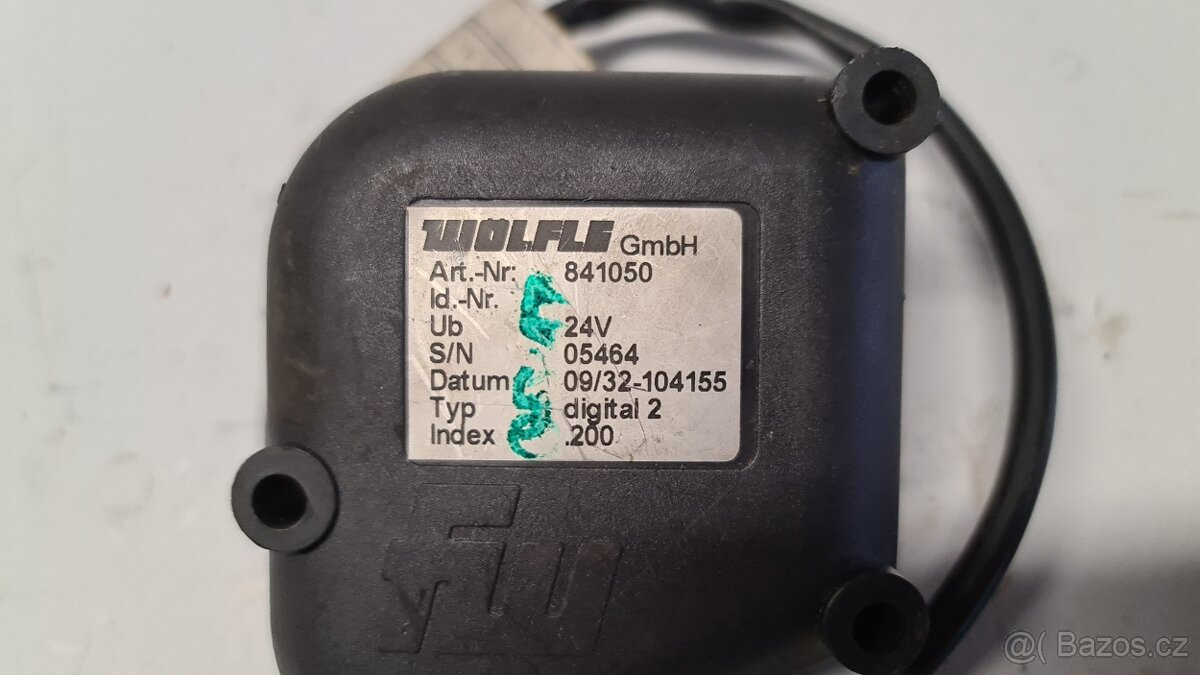 WÖLFLE GmbH
Art.-Nr: 841050
Id.-Nr.
Ub 24V
S/N 05464
Datum 09/32-104155
Typ digital 2
Index .200
@( Bazos.cz